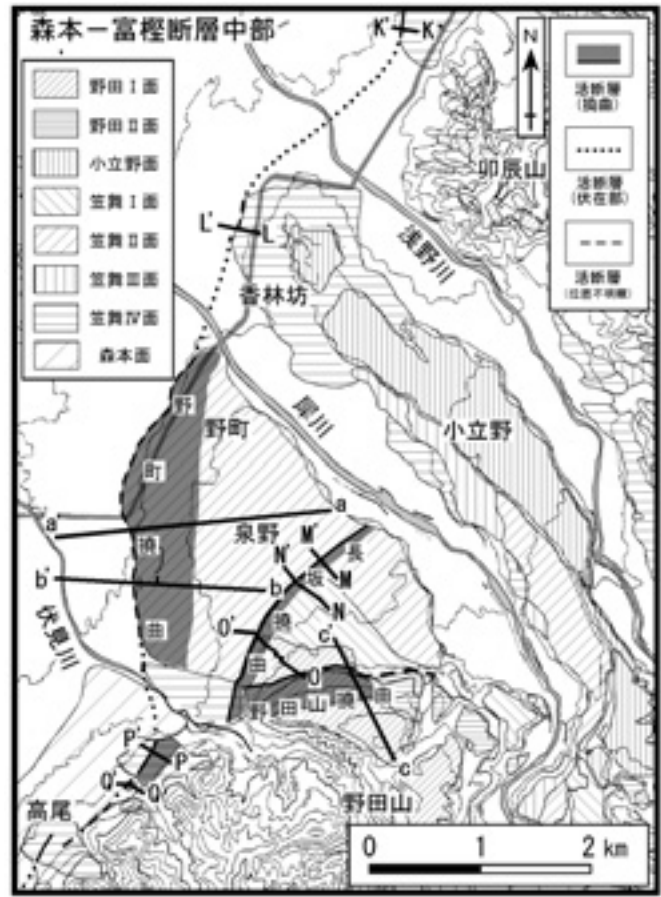 森本－富樫断層中部
K' K
N
野田Ⅰ面
野田Ⅱ面
小立野面
笠舞Ⅰ面
笠舞Ⅱ面
笠舞Ⅲ面
笠舞Ⅳ面
森本面
活断層
(撓曲)
活断層
(伏在部)
活断層
(位置不明瞭)
卯辰山
浅野川
L' L
香林坊
犀川
小立野
野町撓曲
野町
a' a
泉野
b' b
長坂撓曲
M' M
N' N
O' O
c' c
伏見川
野田山撓曲
P' P
Q' Q
高尾
野田山
0 1 2 km